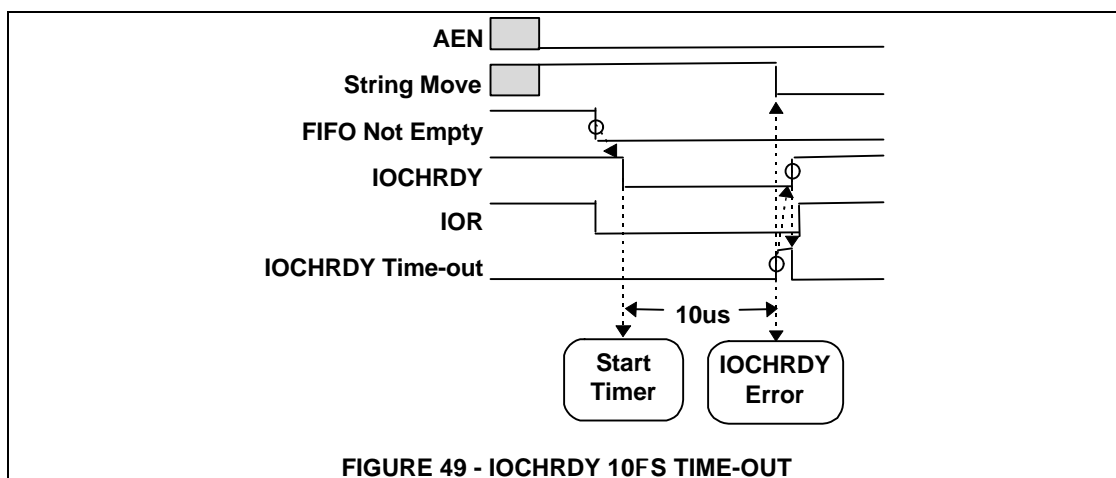 AEN
String Move
FIFO Not Empty
IOCHRDY
IOR
IOCHRDY Time-out
10us
Start
Timer
IOCHRDY
Error
FIGURE 49 - IOCHRDY 10FS TIME-OUT